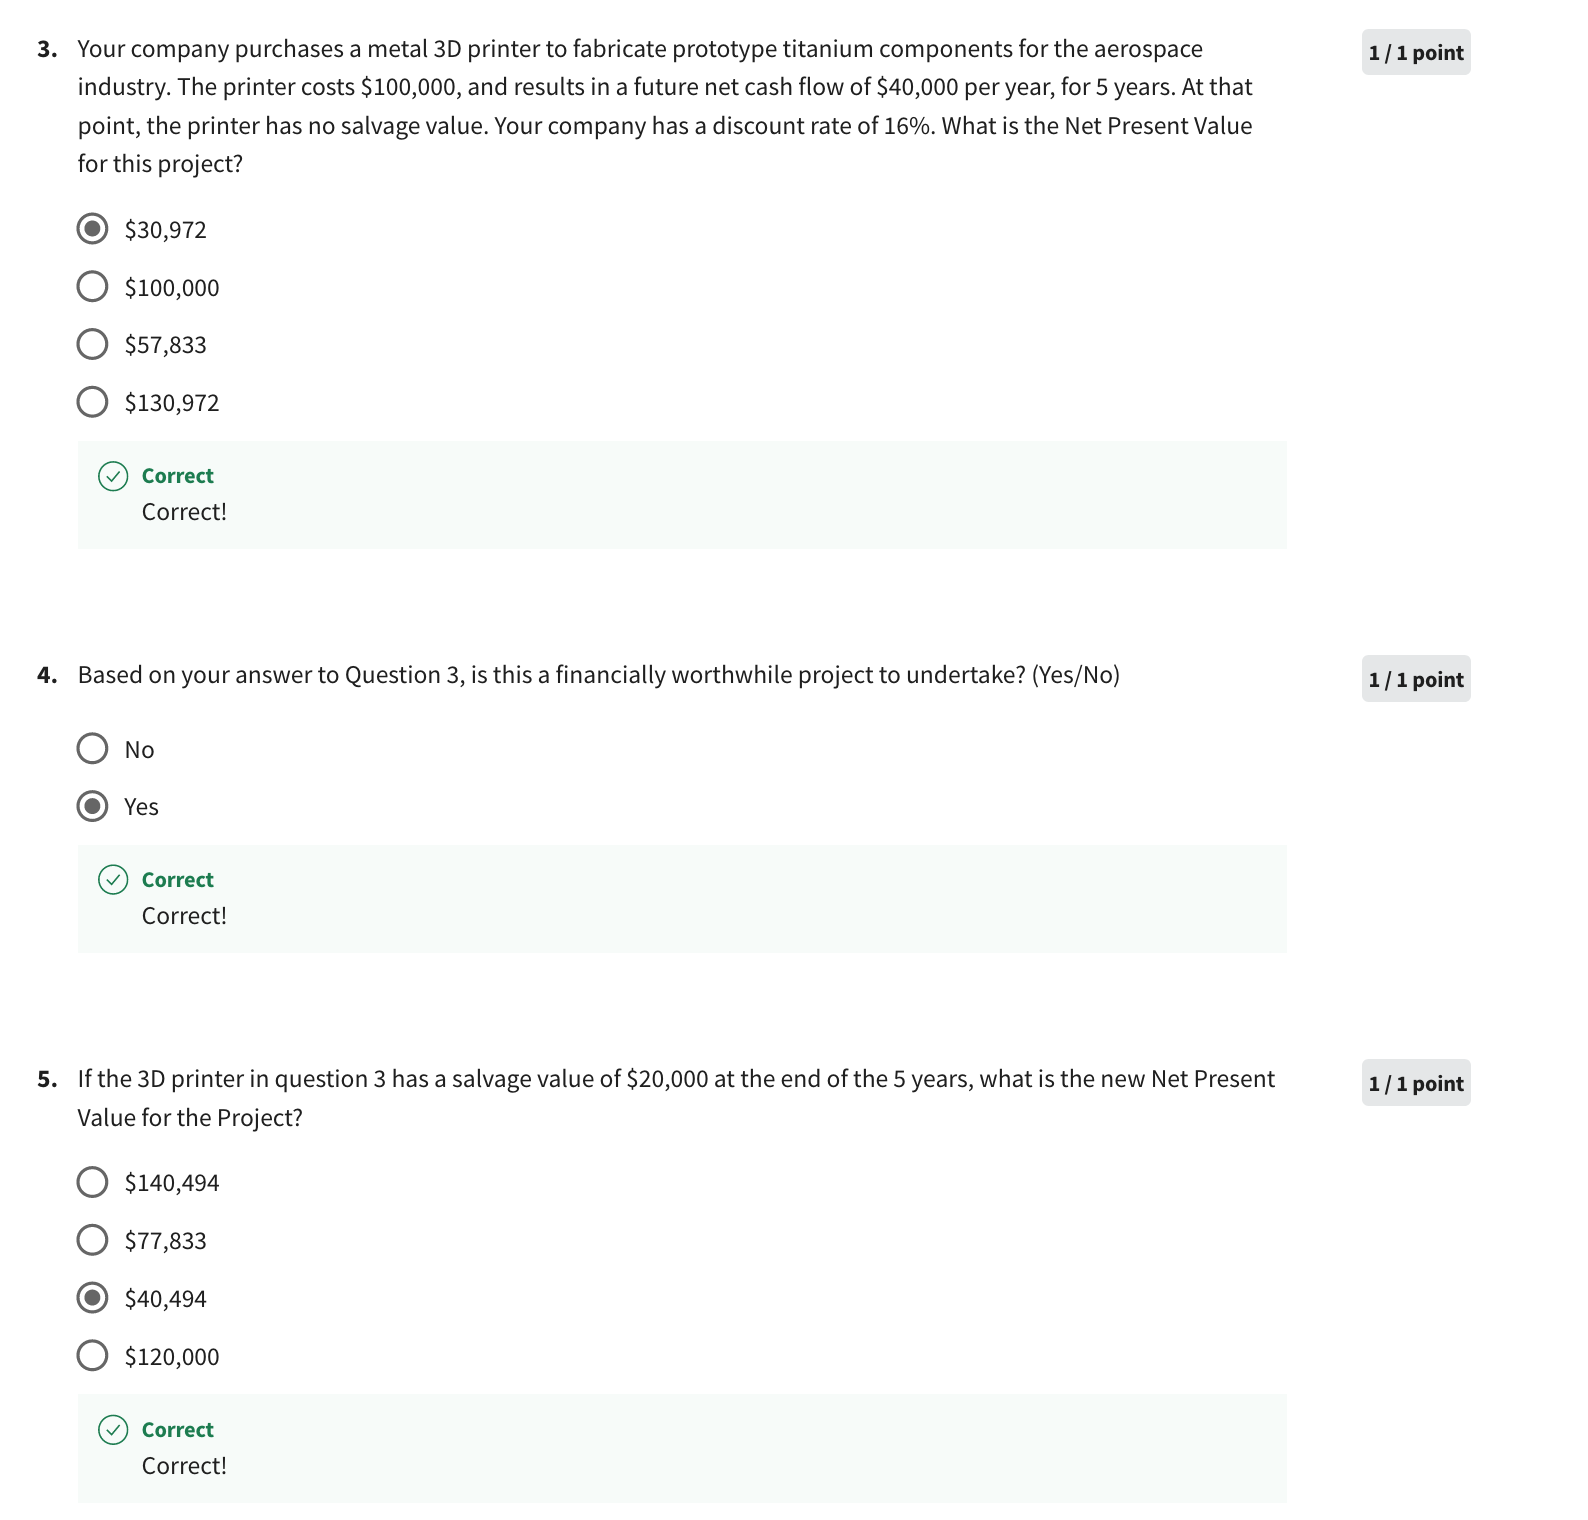 3. Your company purchases a metal 3D printer to fabricate prototype titanium components for the aerospace
1 / 1 point
industry. The printer costs $100,000, and results in a future net cash flow of $40,000 per year, for 5 years. At that
point, the printer has no salvage value. Your company has a discount rate of 16%. What is the Net Present Value
for this project?
$30,972
$100,000
$57,833
$130,972
Correct
Correct!
4. Based on your answer to Question 3, is this a financially worthwhile project to undertake? (Yes/No)
1 / 1 point
No
Yes
Correct
Correct!
5. If the 3D printer in question 3 has a salvage value of $20,000 at the end of the 5 years, what is the new Net Present
1 / 1 point
Value for the Project?
$140,494
$77,833
$40,494
$120,000
Correct
Correct!